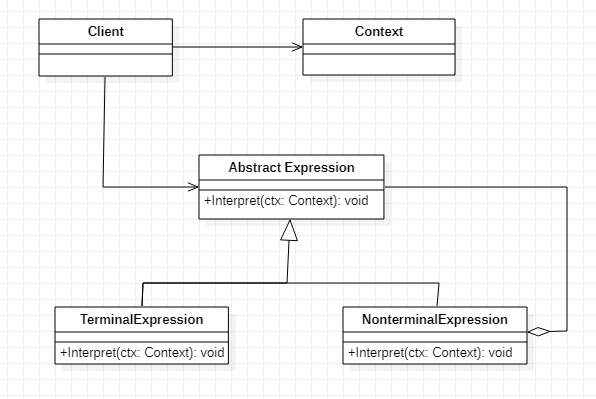 Client
Context
Abstract Expression
+Interpret(ctx: Context): void
TerminalExpression
+Interpret(ctx: Context): void
NonterminalExpression
+Interpret(ctx: Context): void